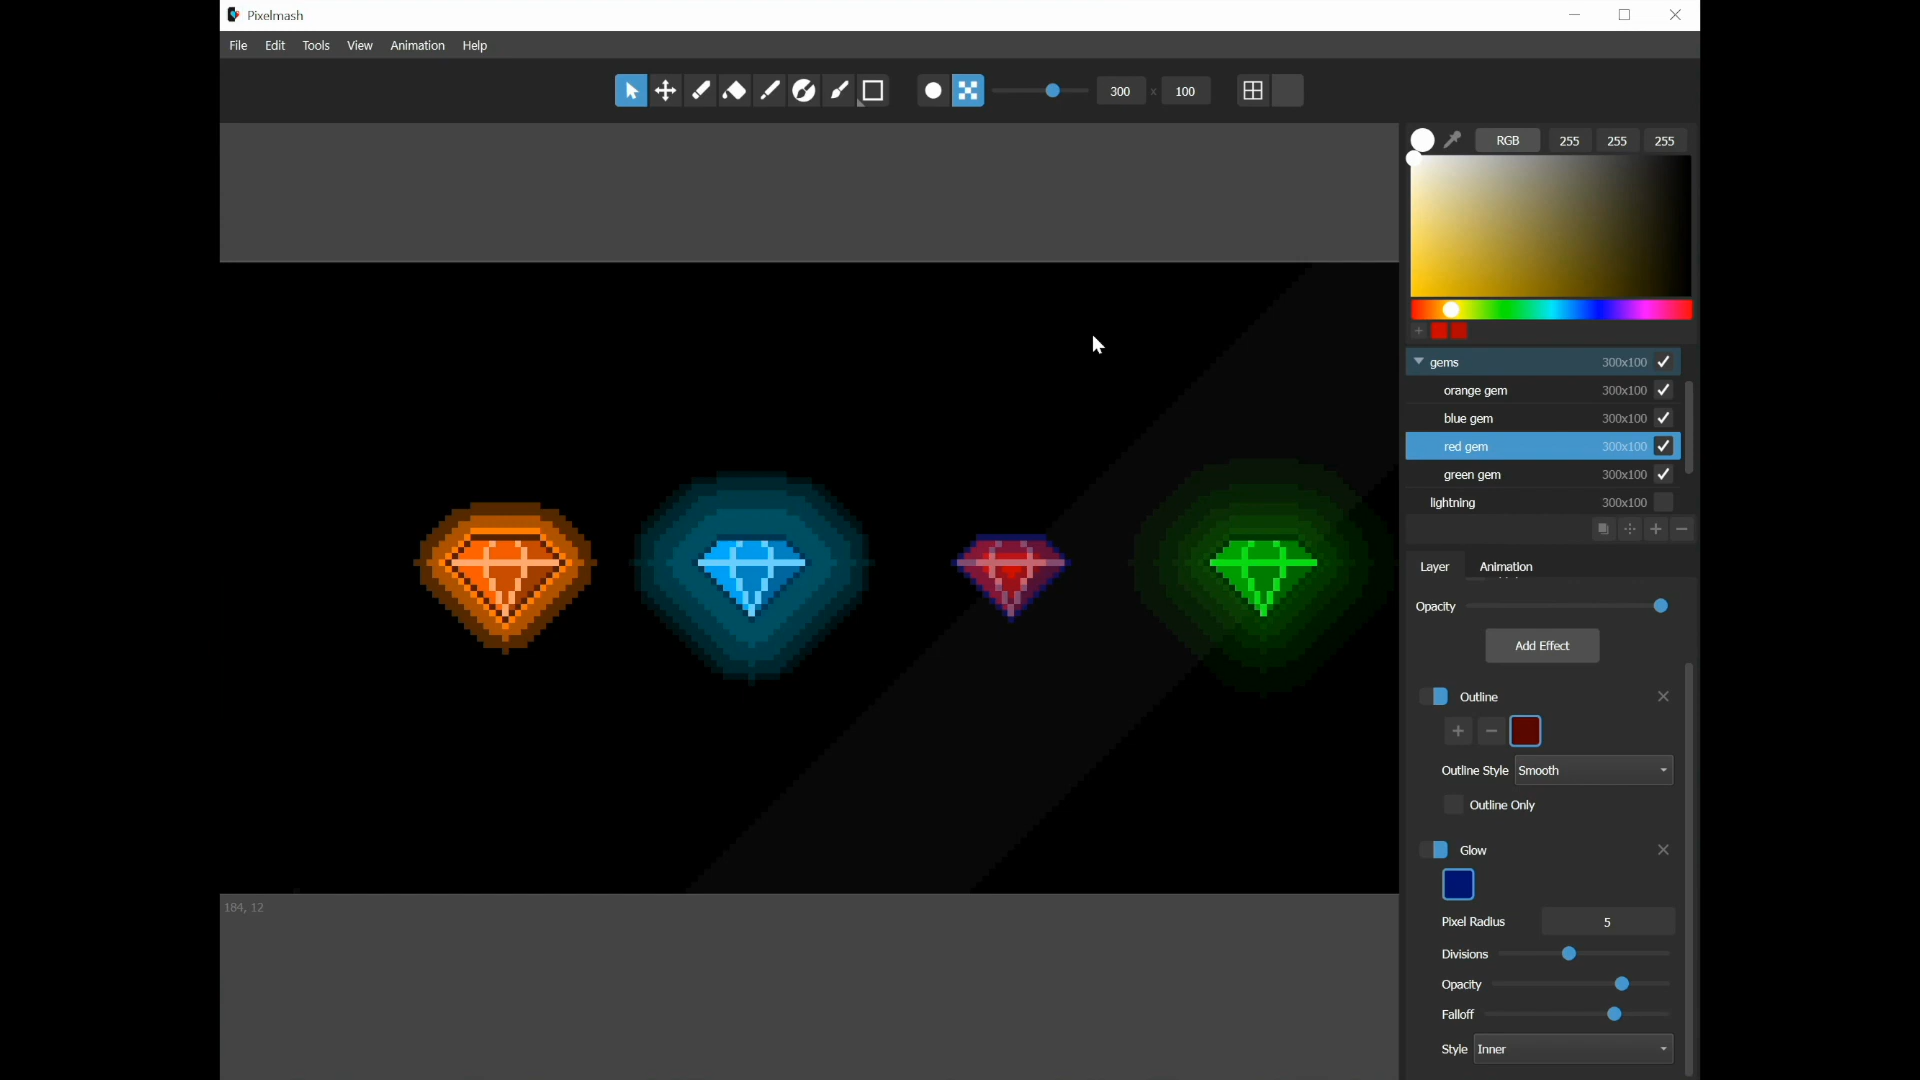 Pixelmash
File Edit Tools View Animation Help
300 x 100
RGB 255 255 255
gems 300x100
orange gem 300x100
blue gem 300x100
red gem 300x100
green gem 300x100
lightning 300x100
Layer Animation
Opacity
Add Effect
Outline
Outline Style Smooth
Outline Only
Glow
Pixel Radius 5
Divisions
Opacity
Falloff
Style Inner
184, 12